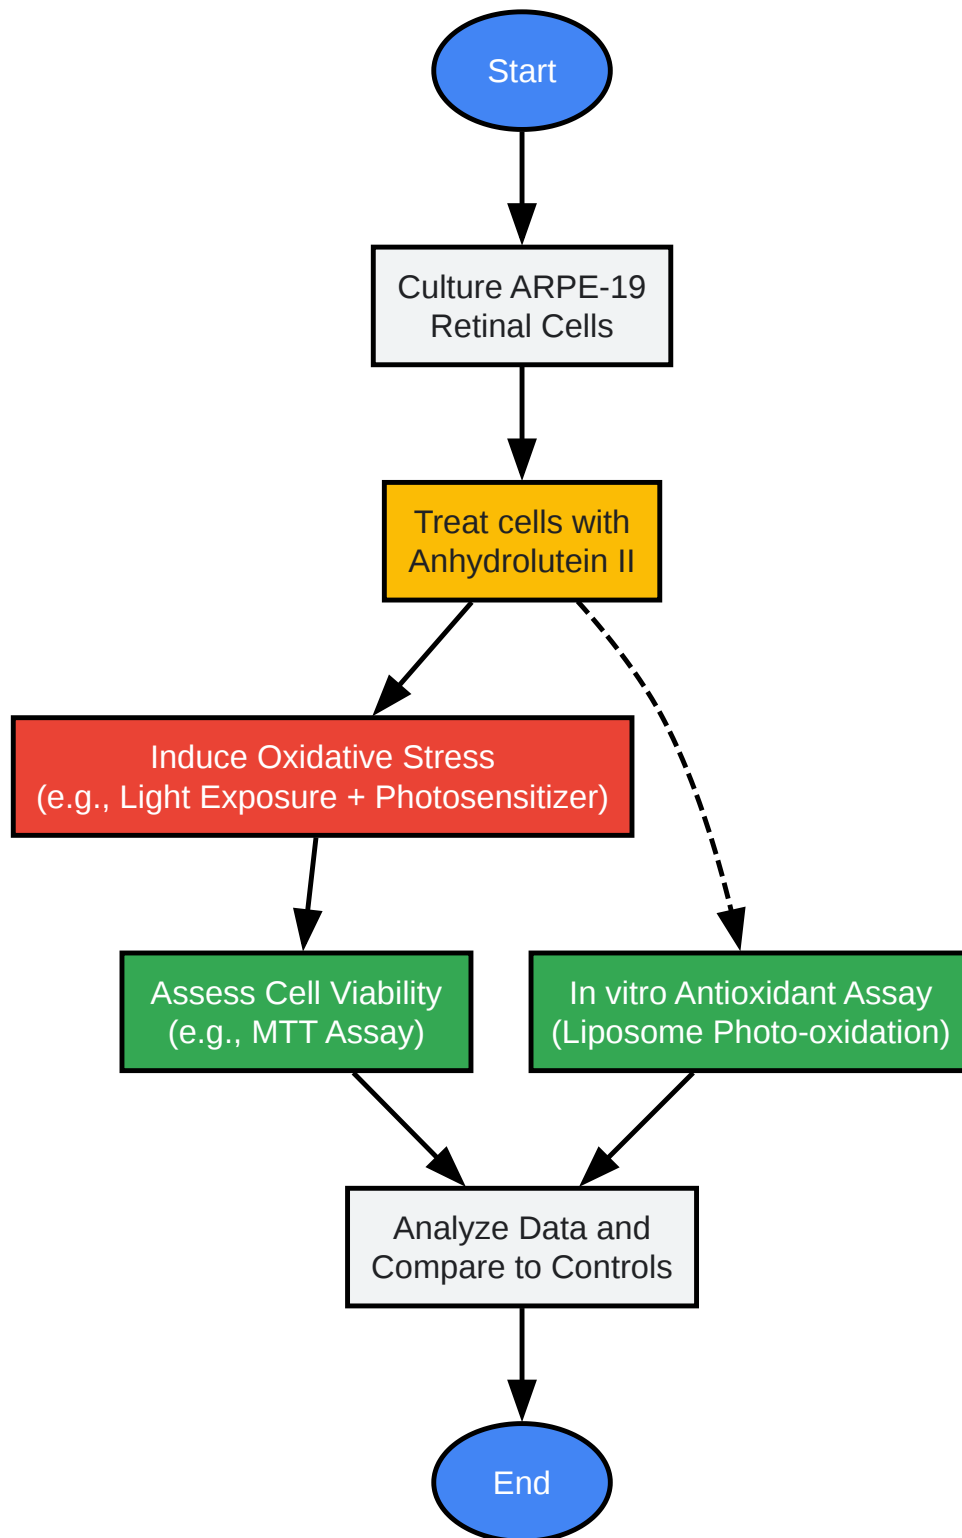 Start
Culture ARPE-19
Retinal Cells
Treat cells with
Anhydrolutein II
Induce Oxidative Stress
(e.g., Light Exposure + Photosensitizer)
Assess Cell Viability
(e.g., MTT Assay)
In vitro Antioxidant Assay
(Liposome Photo-oxidation)
Analyze Data and
Compare to Controls
End